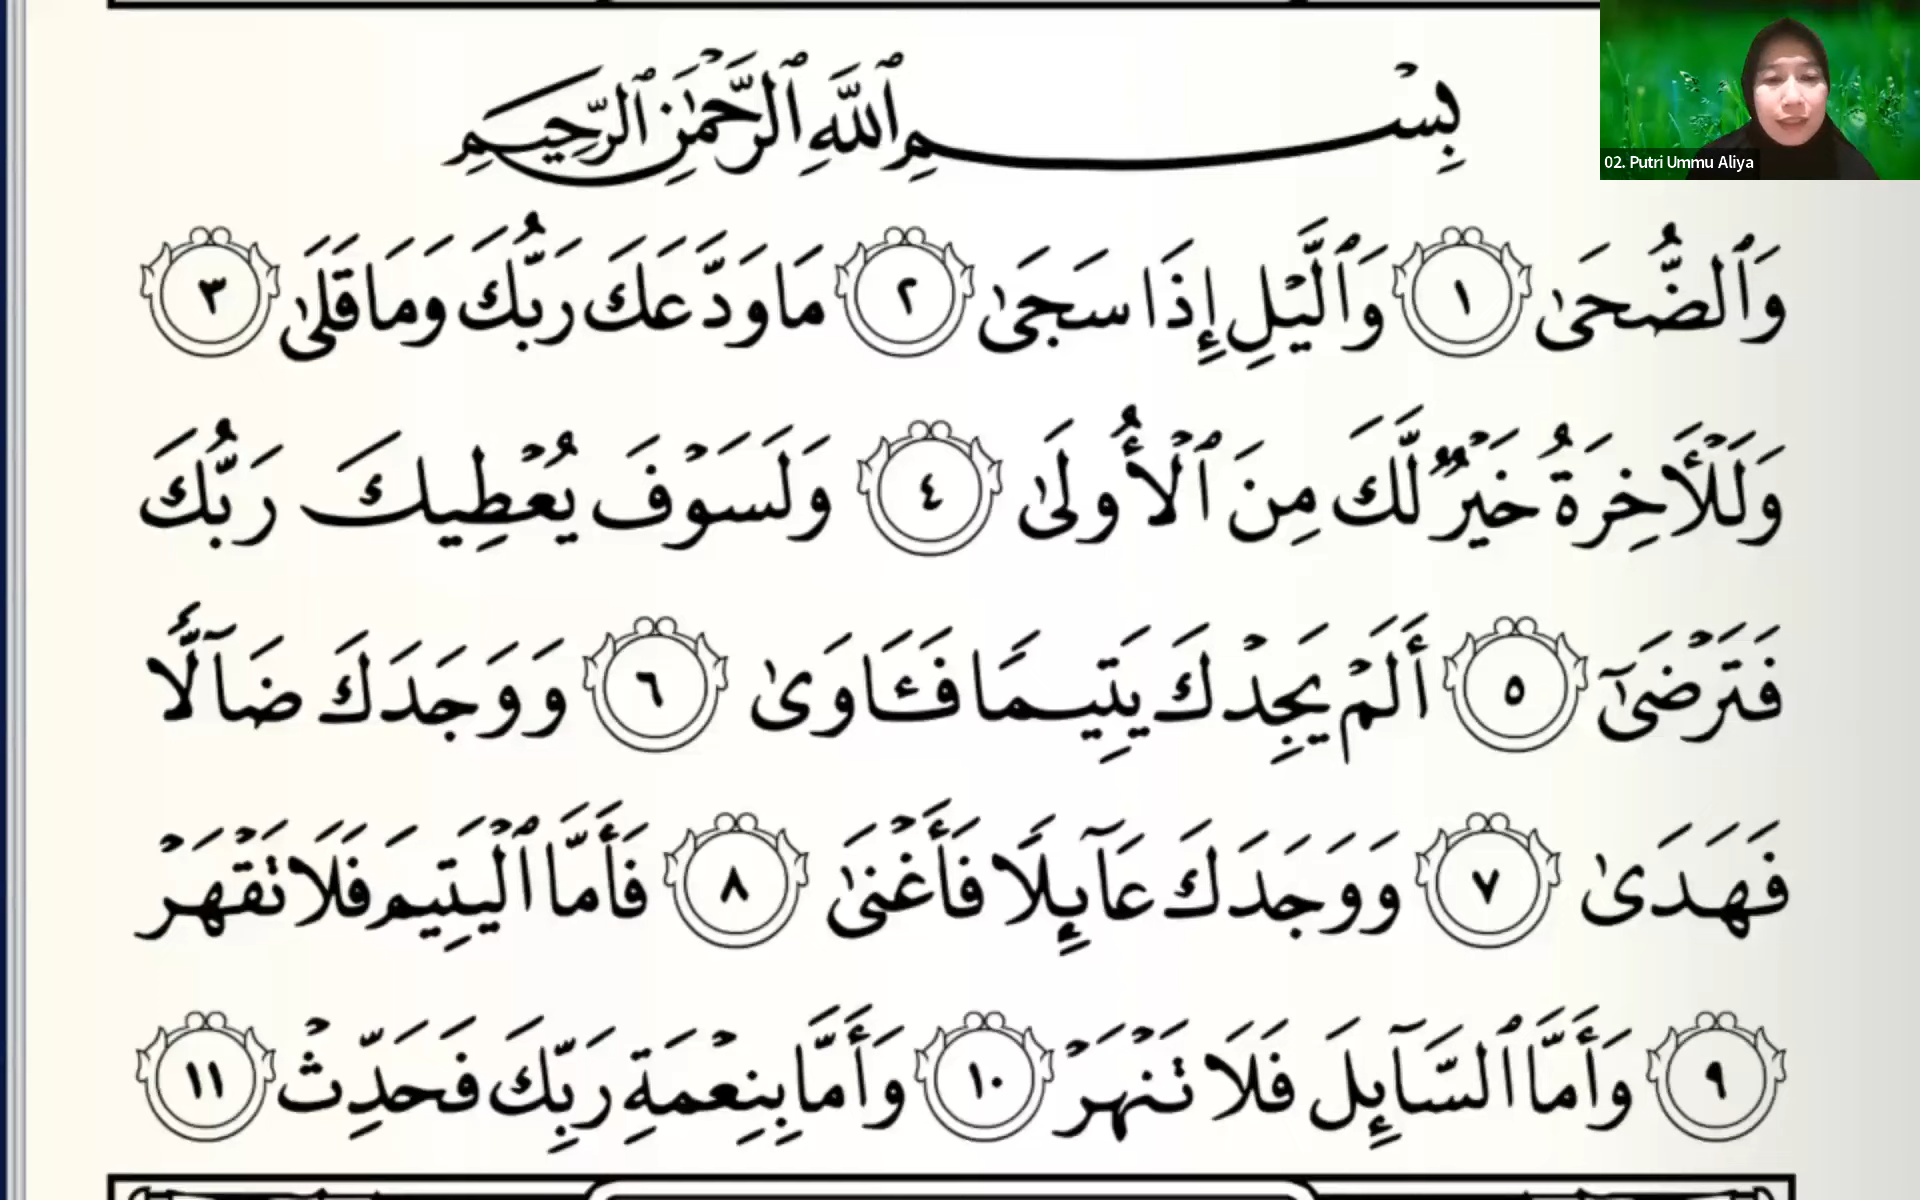 بِسْمِ ٱللَّهِ ٱلرَّحْمَٰنِ ٱلرَّحِيمِ
02. Putri Ummu Aliya
وَٱلضُّحَىٰ ١ وَٱلَّيْلِ إِذَا سَجَىٰ ٢ مَا وَدَّعَكَ رَبُّكَ وَمَا قَلَىٰ ٣
وَلَلْأَخِرَةُ خَيْرٌ لَّكَ مِنَ ٱلْأُولَىٰ ٤ وَلَسَوْفَ يُعْطِيكَ رَبُّكَ
فَتَرْضَىٰٓ ٥ أَلَمْ يَجِدْكَ يَتِيمًا فَـَٔاوَىٰ ٦ وَوَجَدَكَ ضَآلًّا
فَهَدَىٰ ٧ وَوَجَدَكَ عَآئِلًا فَأَغْنَىٰ ٨ فَأَمَّا ٱلْيَتِيمَ فَلَا تَقْهَرْ
٩ وَأَمَّا ٱلسَّآئِلَ فَلَا تَنْهَرْ ١٠ وَأَمَّا بِنِعْمَةِ رَبِّكَ فَحَدِّثْ ١١